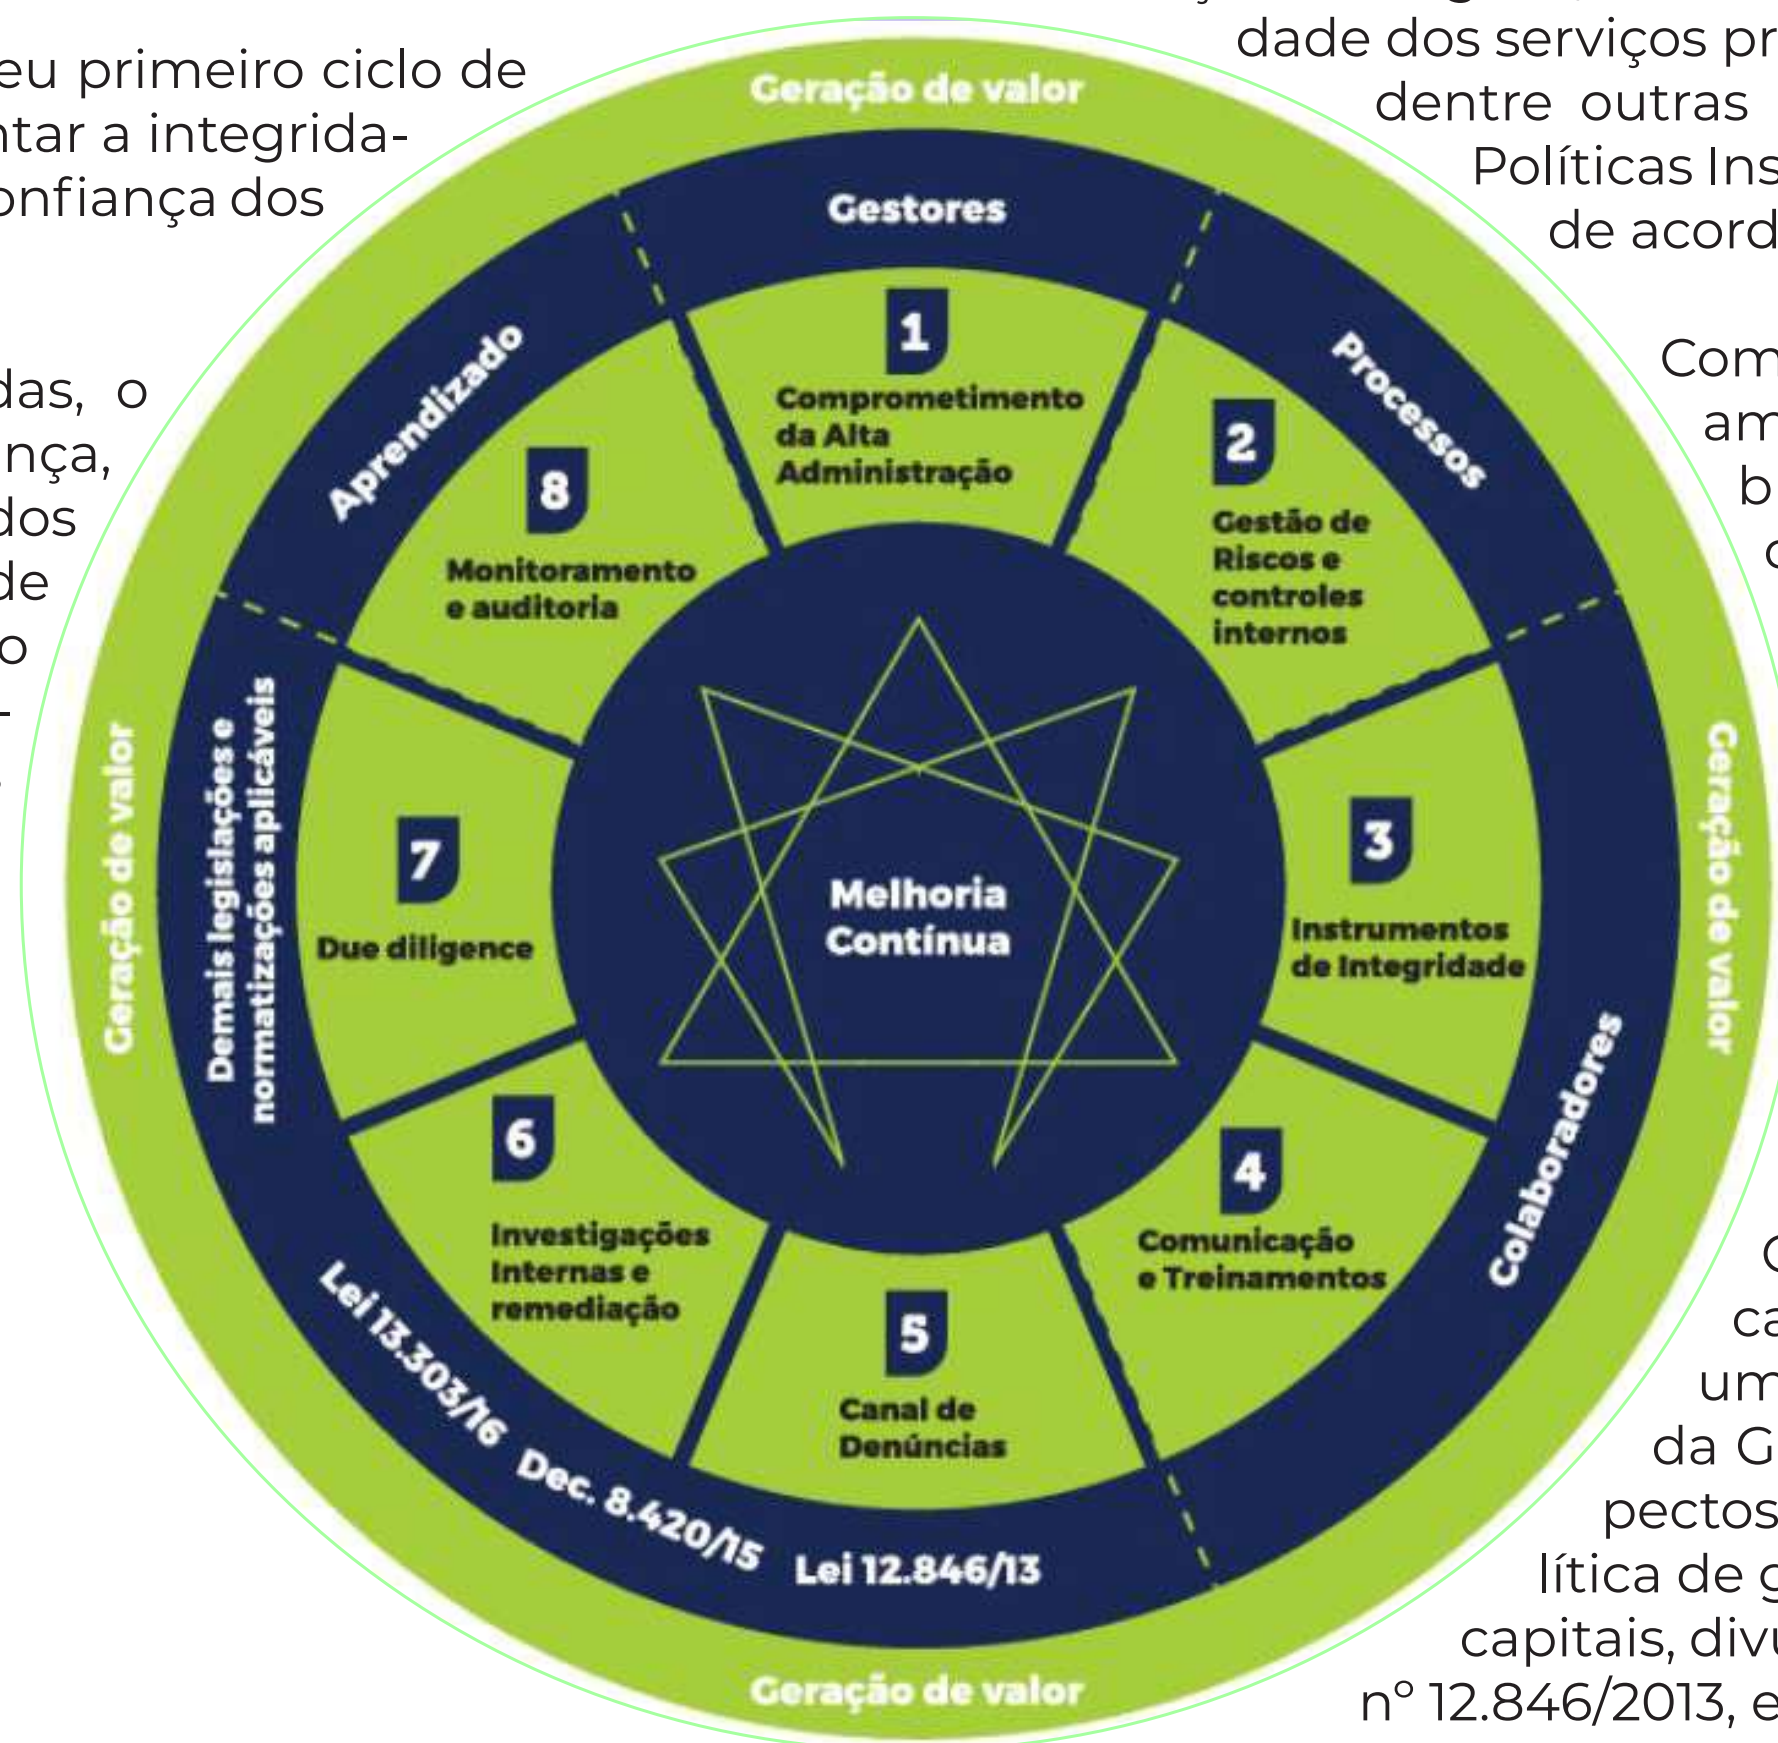 eu primeiro ciclo de
ntar a integrida-
onfiança dos
das, o
nça,
dos
de
o
-
dade dos serviços pr
dentre outras
Políticas Ins
de acord
Com
am
b
Geração de valor
Gestores
Processos
Colaboradores
Geração de valor
Lei 12.846/13
Dec. 8.420/15
Lei 13.303/16
Demais legislações e
normatizações aplicáveis
Aprendizado
Geração de valor
Geração de valor
1
Comprometimento
da Alta
Administração
2
Gestão de
Riscos e
controles
internos
3
Instrumentos
de Integridade
4
Comunicação
e Treinamentos
5
Canal de
Denúncias
6
Investigações
Internas e
remediação
7
Due diligence
8
Monitoramento
e auditoria
Melhoria
Contínua
ca
um
da G
pectos
lítica de g
capitais, divu
nº 12.846/2013, e